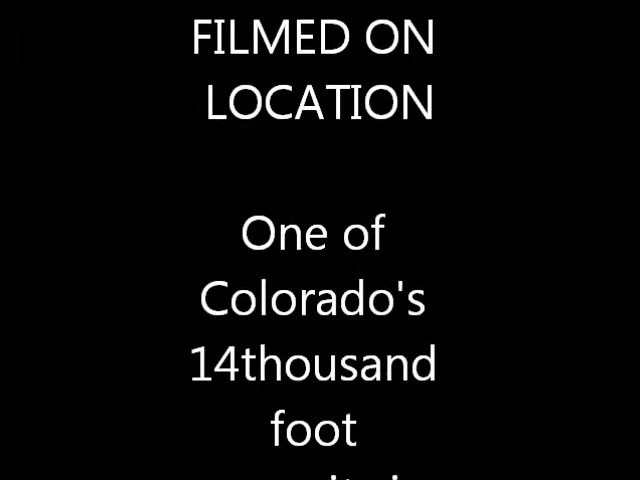 FILMED ON
LOCATION
One of
Colorado's
14thousand
foot